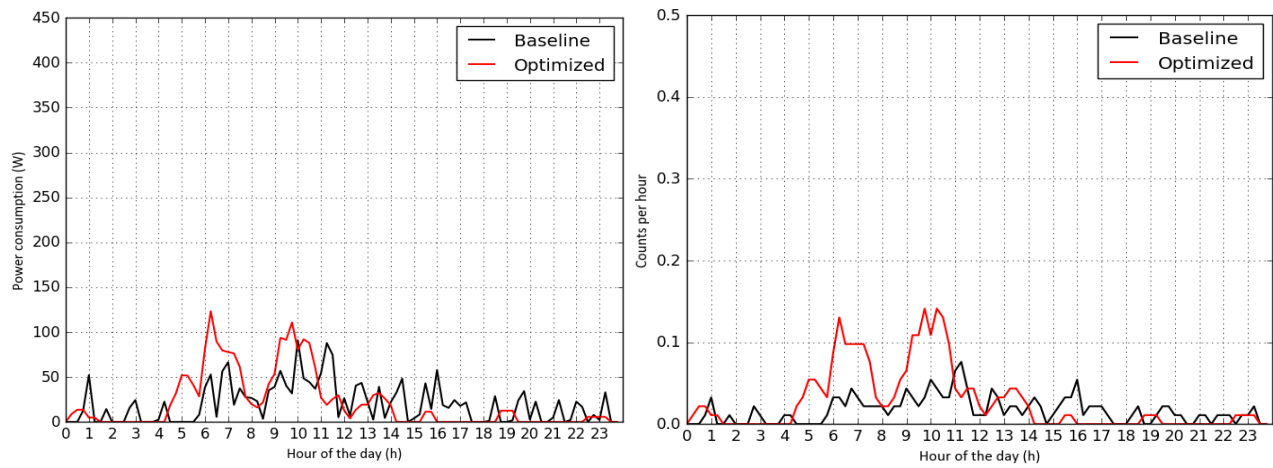 450
400
350
300
250
200
150
100
50
0
Power consumption (W)
0 1 2 3 4 5 6 7 8 9 10 11 12 13 14 15 16 17 18 19 20 21 22 23
Hour of the day (h)
Baseline
Optimized
0.5
0.4
0.3
0.2
0.1
0.0
Counts per hour
0 1 2 3 4 5 6 7 8 9 10 11 12 13 14 15 16 17 18 19 20 21 22 23
Hour of the day (h)
Baseline
Optimized